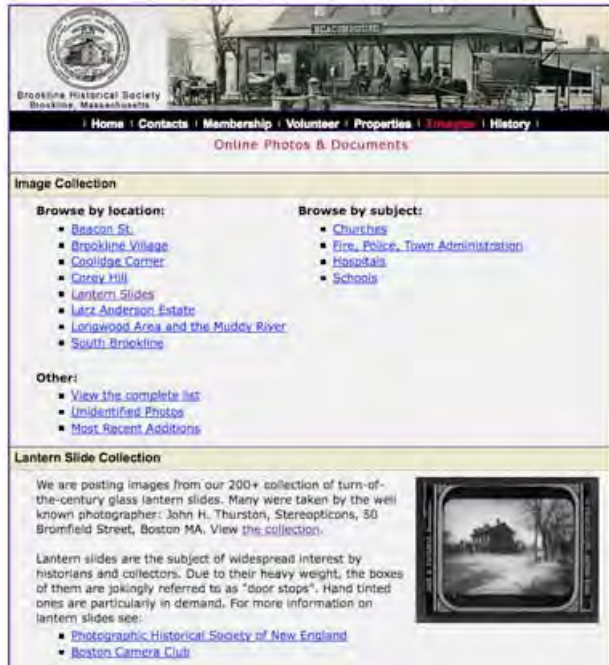 BEACONSFIELD
Brookline Historical Society
Brookline, Massachusetts
Home | Contacts | Membership | Volunteer | Properties | Images | History
Online Photos & Documents
Image Collection
Browse by location:
Beacon St.
Brookline Village
Coolidge Corner
Corey Hill
Lantern Slides
Larz Anderson Estate
Longwood Area and the Muddy River
South Brookline
Browse by subject:
Churches
Fire, Police, Town Administration
Hospitals
Schools
Other:
View the complete list
Unidentified Photos
Most Recent Additions
Lantern Slide Collection
We are posting images from our 200+ collection of turn-of-
the-century glass lantern slides. Many were taken by the well
known photographer: John H. Thurston, Stereopticons, 50
Bromfield Street, Boston MA. View the collection.
Lantern slides are the subject of widespread interest by
historians and collectors. Due to their heavy weight, the boxes
of them are jokingly referred to as "door stops". Hand tinted
ones are particularly in demand. For more information on
lantern slides see:
Photographic Historical Society of New England
Boston Camera Club